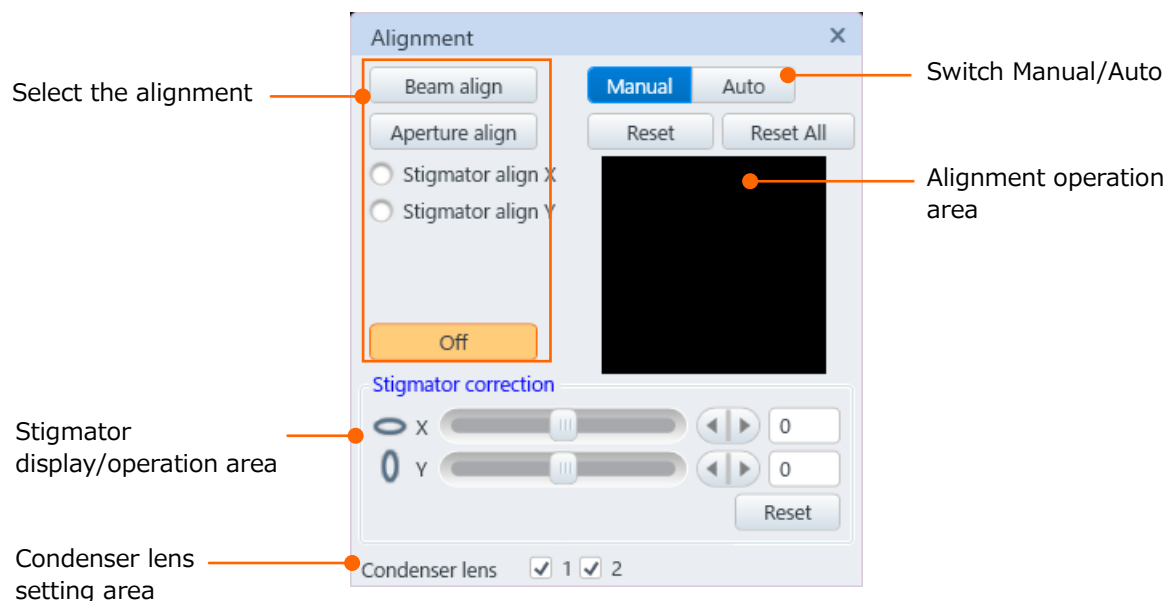 Alignment
Select the alignment
Beam align
Manual
Auto
Switch Manual/Auto
Aperture align
Reset
Reset All
Stigmator align X
Stigmator align Y
Alignment operation
area
Off
Stigmator correction
Stigmator
display/operation area
X
0
Y
0
Reset
Condenser lens
setting area
Condenser lens
1
2